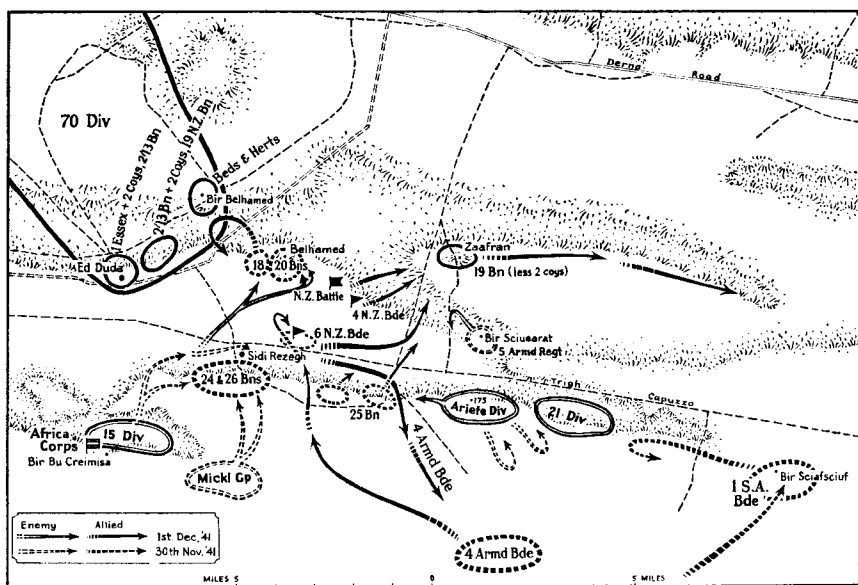 Derna Road
70 Div
1 Essex + 2 Coys, 2/13 Bn
2/13 Bn + 2 Coys, 19 N.Z. Bn
Beds & Herts
Bir Belhamed
Ed Duda
Belhamed
18 & 20 Bns
N.Z. Battle
4 N.Z. Bde
Zaafran
19 Bn (less 2 coys)
6 N.Z. Bde
Sidi Rezegh
Bir Sciuearat
5 Armd Regt
24 & 26 Bns
Trigh Capuzzo
25 Bn
175
Ariete Div
21 Div
Africa Corps
15 Div
Bir Bu Creimisa
Mickl Gp
4 Armd Bde
1 S.A. Bde
Bir Sciafsciuf
4 Armd Bde
Enemy Allied
1st. Dec, '41
30th Nov. '41
MILES 5 0 5 MILES